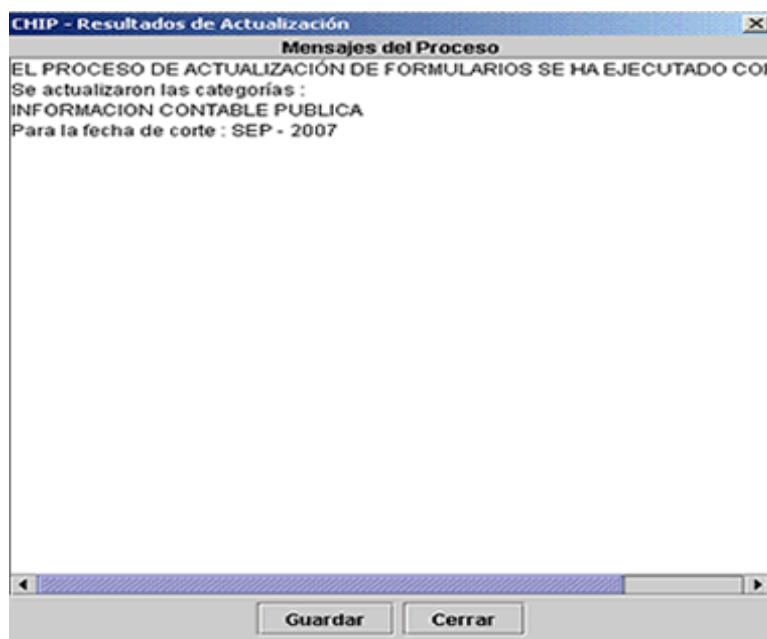 CHIP - Resultados de Actualización
Mensajes del Proceso
EL PROCESO DE ACTUALIZACIÓN DE FORMULARIOS SE HA EJECUTADO
Se actualizaron las categorías :
INFORMACION CONTABLE PUBLICA
Para la fecha de corte : SEP - 2007
Guardar Cerrar